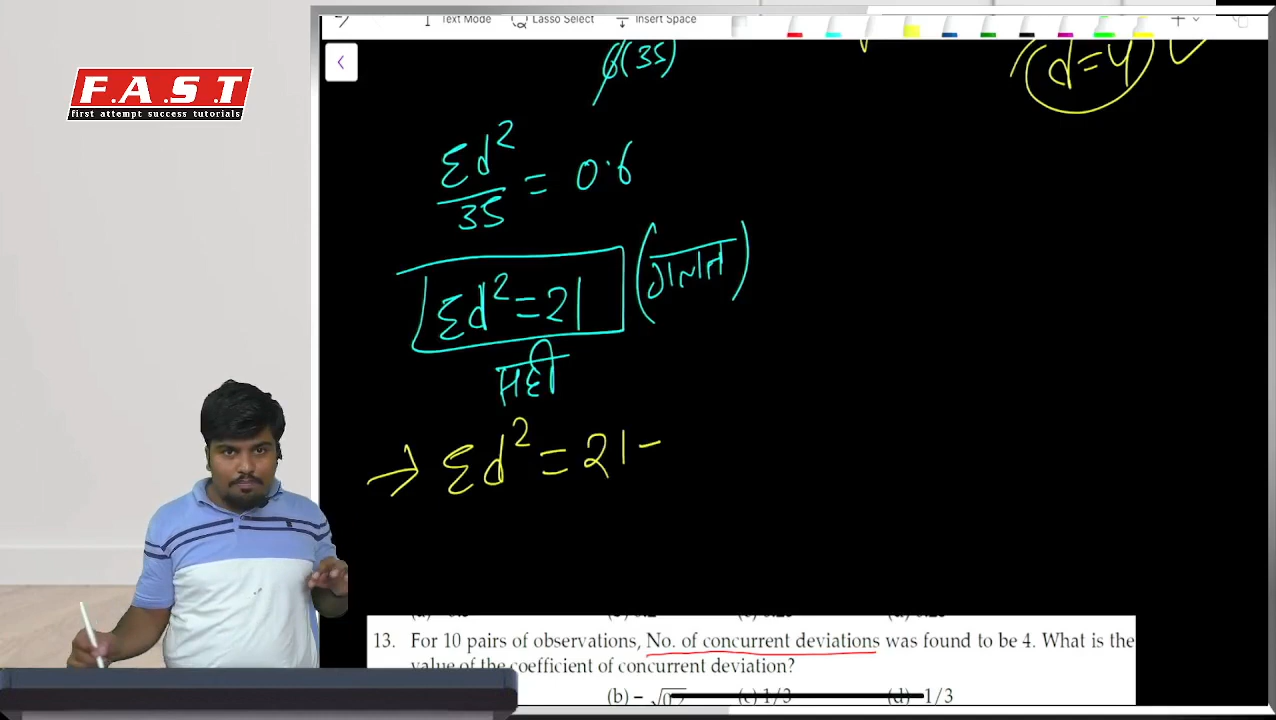 Text Mode Lasso Select Insert Space
F.A.S.T
first attempt success tutorials
6(35)
(d=4)
Σd²/35 = 0.6
Σd²=21 (गलत)
सही
→ Σd² = 21-
13. For 10 pairs of observations, No. of concurrent deviations was found to be 4. What is the
value of the coefficient of concurrent deviation?
(b) – (c) 1/3 (d) -1/3